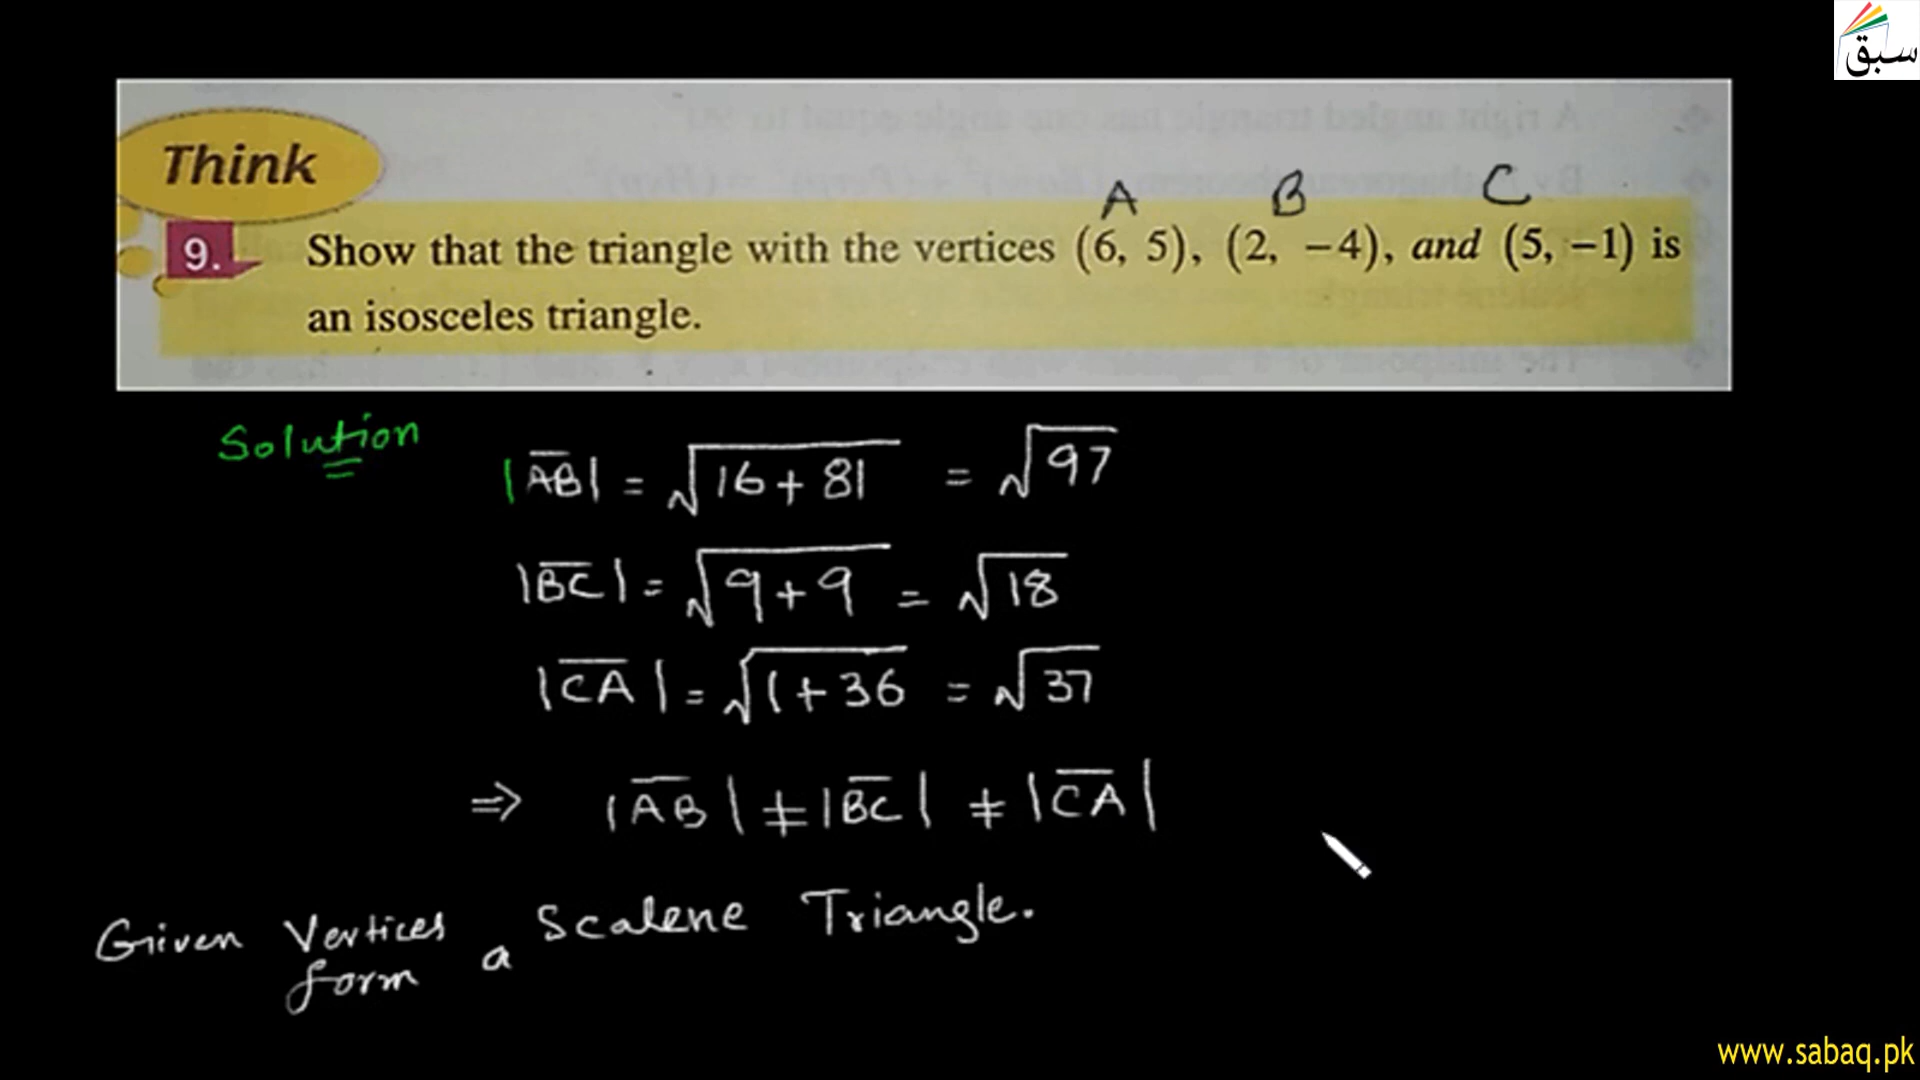 سبق
Think
A B C
9. Show that the triangle with the vertices (6, 5), (2, −4), and (5, −1) is
an isosceles triangle.
Solution
|AB| = √16 + 81 = √97
|BC| = √9 + 9 = √18
|CA| = √1 + 36 = √37
⇒ |AB| ≠ |BC| ≠ |CA|
Given Vertices form a Scalene Triangle.
www.sabaq.pk